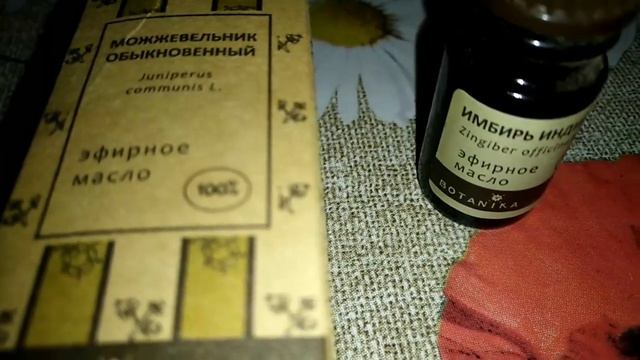 МОЖЖЕВЕЛЬНИК
ОБЫКНОВЕННЫЙ
Juniperus
communis L.
эфирное
масло
100%
ИМБИРЬ ИНД
Zingiber offici
эфирное
масло
BOTANIKA